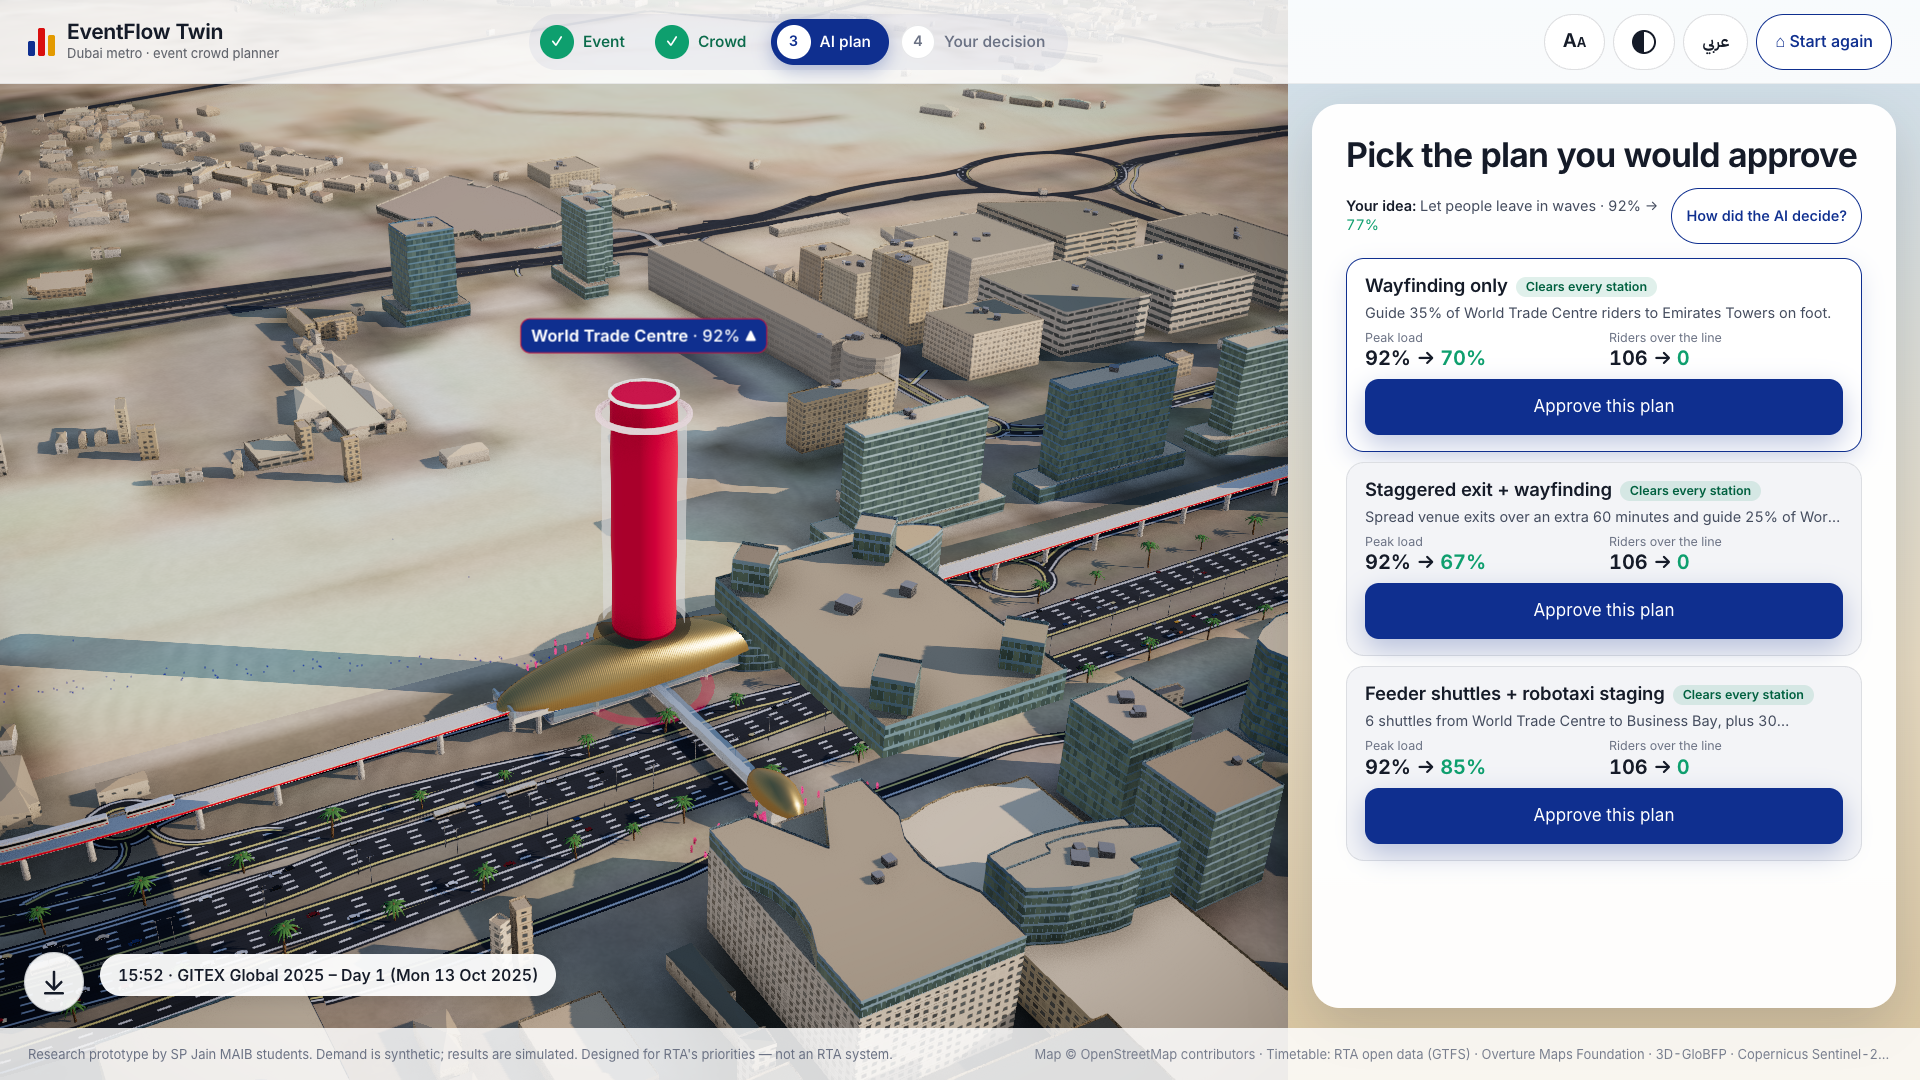 EventFlow Twin
Dubai metro · event crowd planner
Event
Crowd
3 AI plan
4 Your decision
AA
عربي
⌂ Start again
Pick the plan you would approve
Your idea: Let people leave in waves · 92% →
77%
How did the AI decide?
Wayfinding only
Clears every station
Guide 35% of World Trade Centre riders to Emirates Towers on foot.
Peak load
Riders over the line
92% → 70%
106 → 0
Approve this plan
Staggered exit + wayfinding
Clears every station
Spread venue exits over an extra 60 minutes and guide 25% of Wor...
Peak load
Riders over the line
92% → 67%
106 → 0
Approve this plan
Feeder shuttles + robotaxi staging
Clears every station
6 shuttles from World Trade Centre to Business Bay, plus 30...
Peak load
Riders over the line
92% → 85%
106 → 0
Approve this plan
World Trade Centre · 92% ▲
15:52 · GITEX Global 2025 – Day 1 (Mon 13 Oct 2025)
Research prototype by SP Jain MAIB students. Demand is synthetic; results are simulated. Designed for RTA's priorities — not an RTA system.
Map © OpenStreetMap contributors · Timetable: RTA open data (GTFS) · Overture Maps Foundation · 3D-GloBFP · Copernicus Sentinel-2...